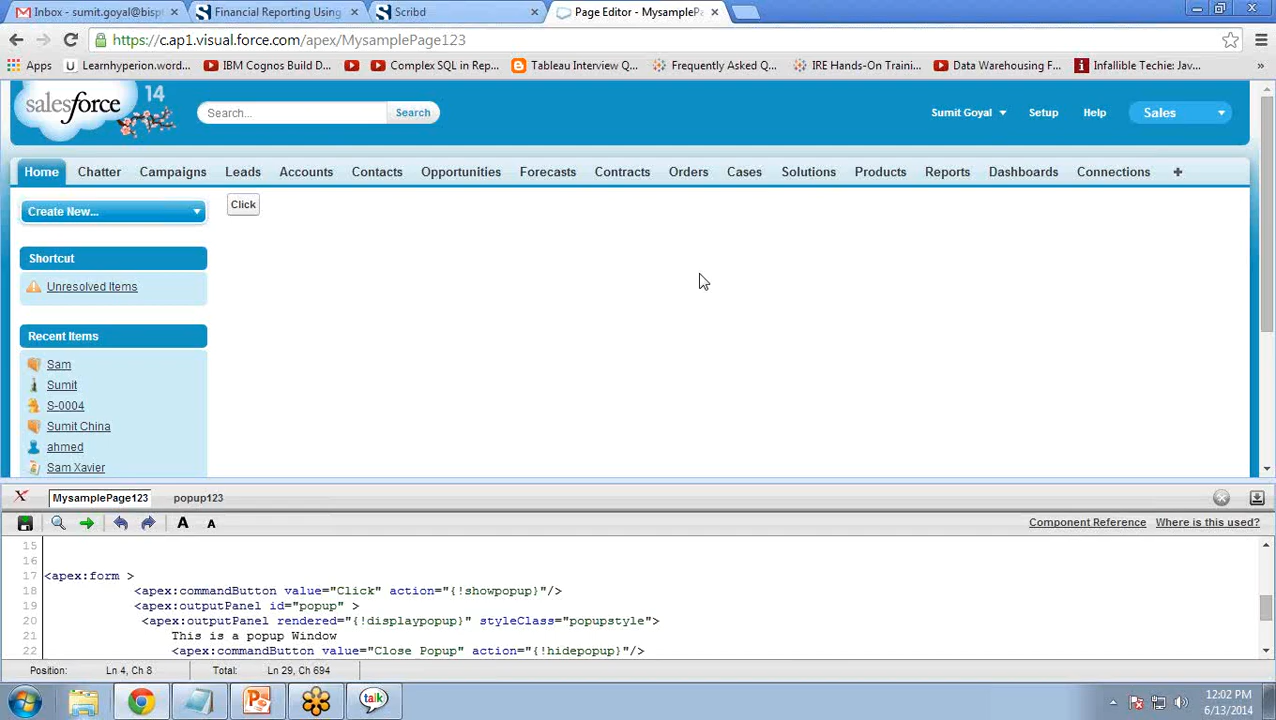 Inbox - sumit.goyal@bisp
Financial Reporting Using
Scribd
Page Editor - MysamplePa
https://c.ap1.visual.force.com/apex/MysamplePage123
Apps
Learnhyperion.word...
IBM Cognos Build D...
Complex SQL in Rep...
Tableau Interview Q...
Frequently Asked Q...
IRE Hands-On Traini...
Data Warehousing F...
Infallible Techie: Jav...
»
salesforce
14
Search...
Search
Sumit Goyal
Setup
Help
Sales
Home
Chatter
Campaigns
Leads
Accounts
Contacts
Opportunities
Forecasts
Contracts
Orders
Cases
Solutions
Products
Reports
Dashboards
Connections
+
Create New...
Click
Shortcut
Unresolved Items
Recent Items
Sam
Sumit
S-0004
Sumit China
ahmed
Sam Xavier
MysamplePage123
popup123
A
A
Component Reference
Where is this used?
15
16
17 <apex:form >
18 <apex:commandButton value="Click" action="{!showpopup}"/>
19 <apex:outputPanel id="popup" >
20 <apex:outputPanel rendered="{!displaypopup}" styleClass="popupstyle">
21 This is a popup Window
22 <apex:commandButton value="Close Popup" action="{!hidepopup}"/>
Position: Ln 4, Ch 8 Total: Ln 29, Ch 694
talk
12:02 PM
6/13/2014